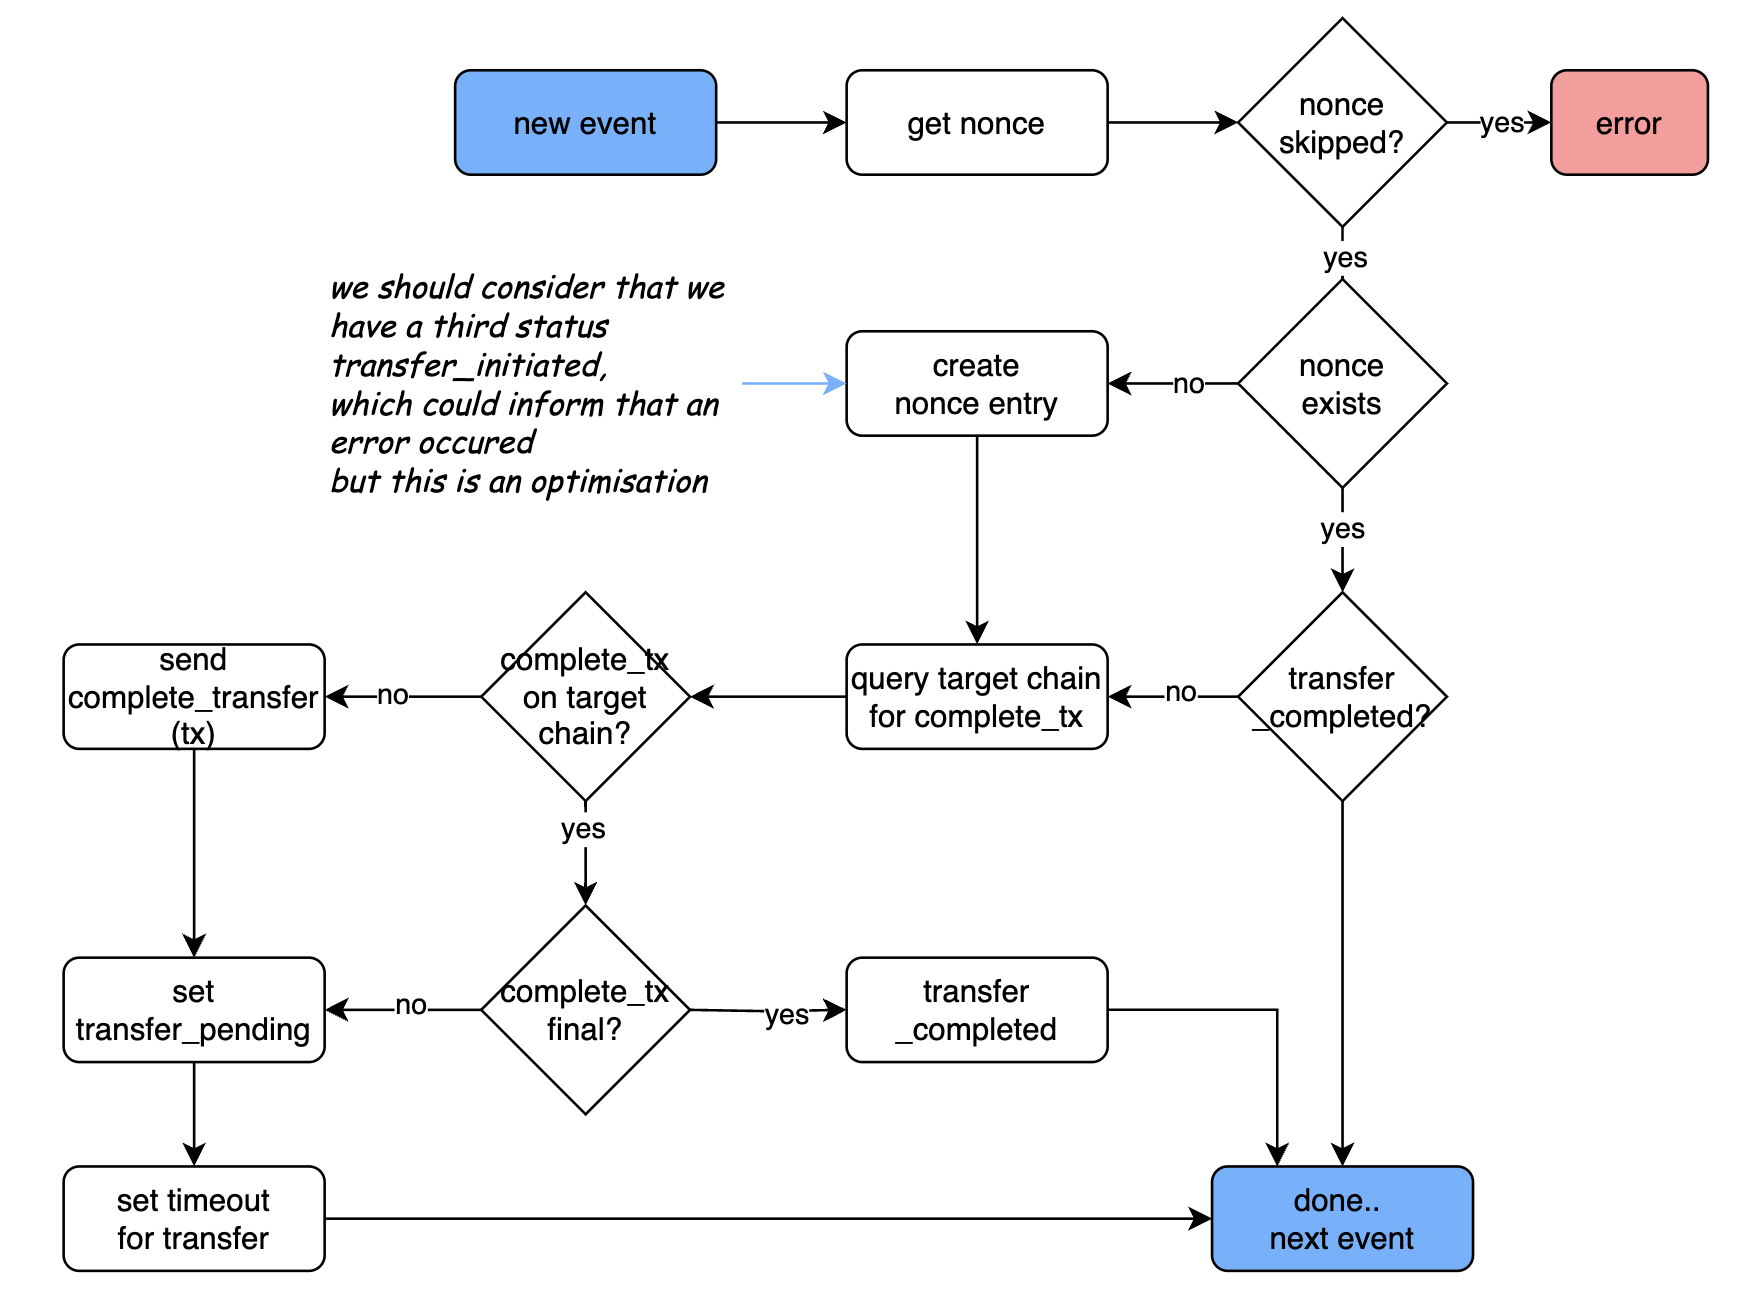 new event
get nonce
nonce
skipped?
yes
error
yes
we should consider that we
have a third status
transfer_initiated,
which could inform that an
error occured
but this is an optimisation
create
nonce entry
no
nonce
exists
yes
send
complete_transfer
(tx)
no
complete_tx
on target
chain?
query target chain
for complete_tx
no
transfer
_completed?
yes
set
transfer_pending
no
complete_tx
final?
yes
transfer
_completed
set timeout
for transfer
done..
next event